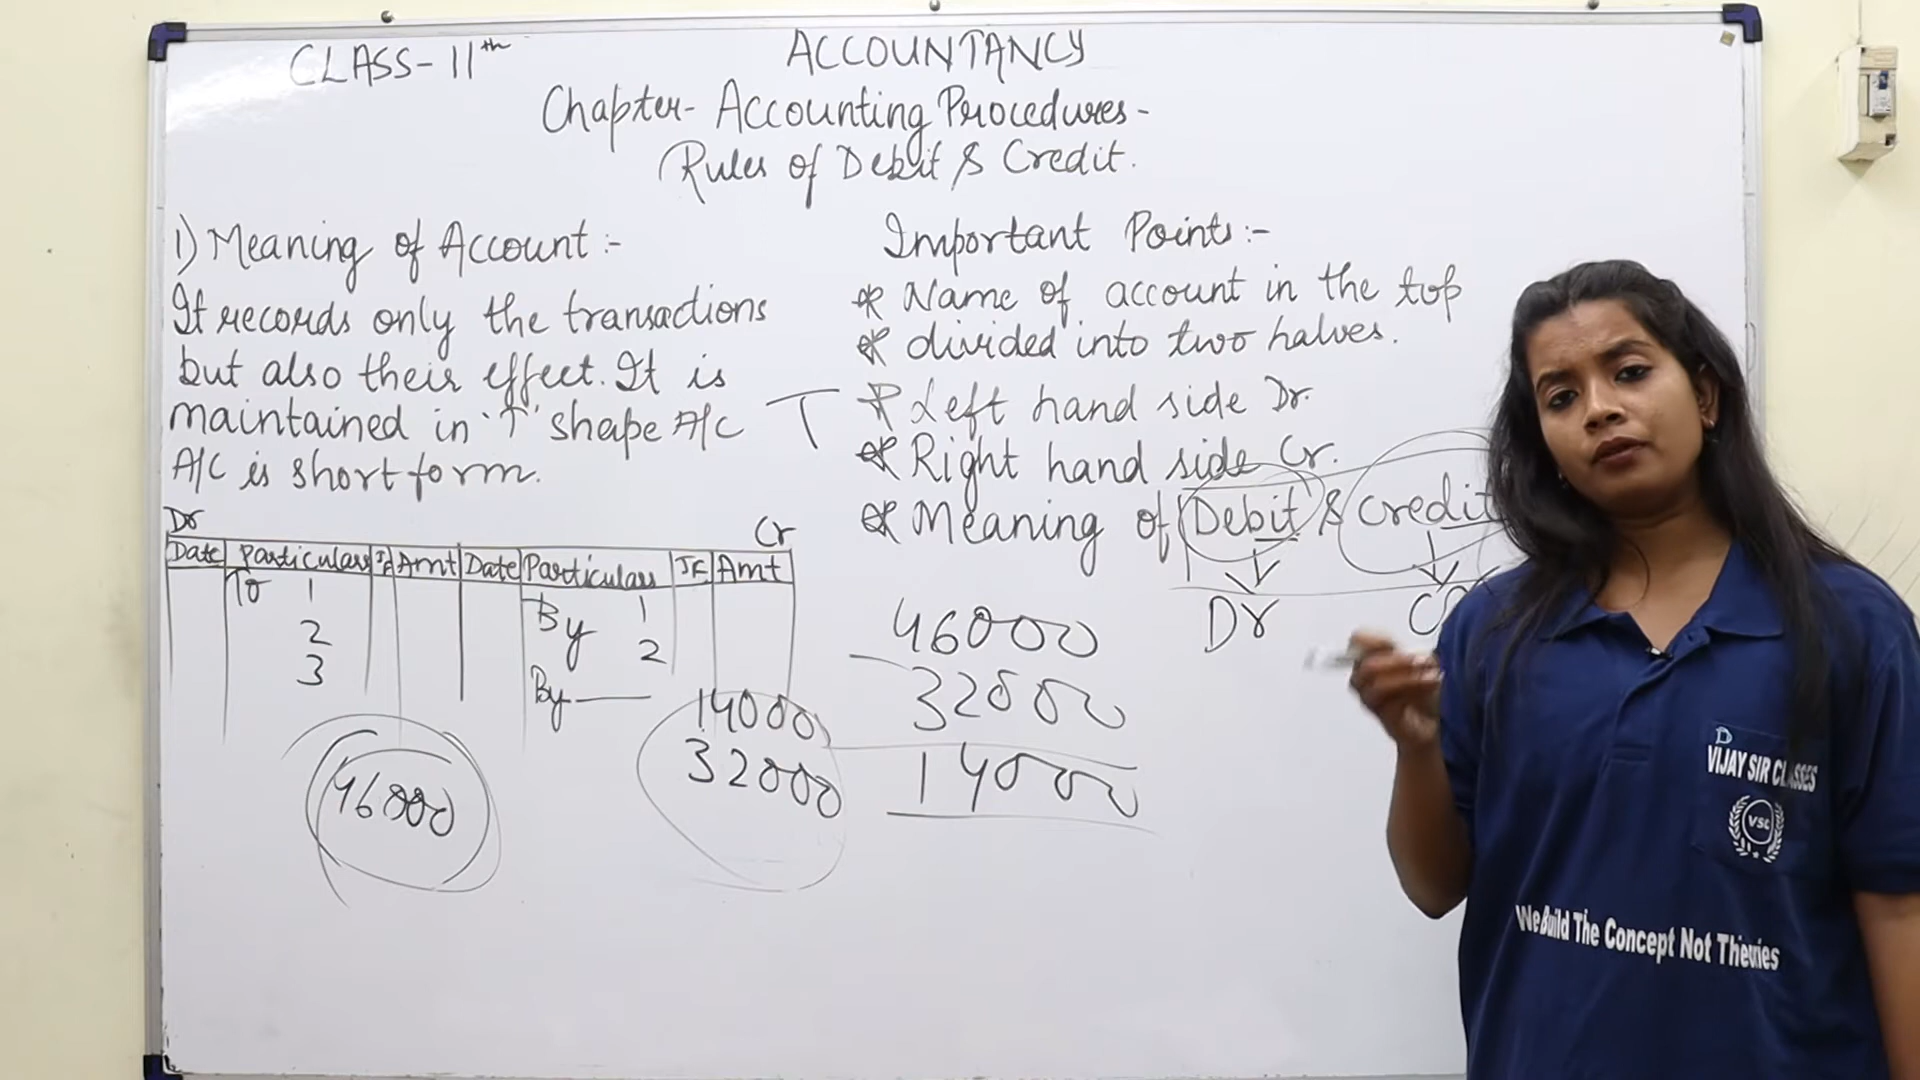 CLASS-11th
ACCOUNTANCY
Chapter- Accounting Procedures-
Rules of Debit & Credit.
1) Meaning of Account:-
It records only the transactions
but also their effect. It is
maintained in 'T' shape A/C
A/C is short form.
T
Dr Cr
Date Particulars JF Amt Date Particulars JF Amt
To 1 By 1
2 2
3 By
14000
46000 32000
Important Points:-
* Name of account in the top
* divided into two halves.
* Left hand side Dr.
* Right hand side Cr.
* Meaning of Debit & Credit
Dr
46000
32000
14000
VIJAY SIR CLASSES
VSC
We Build The Concept Not Theories